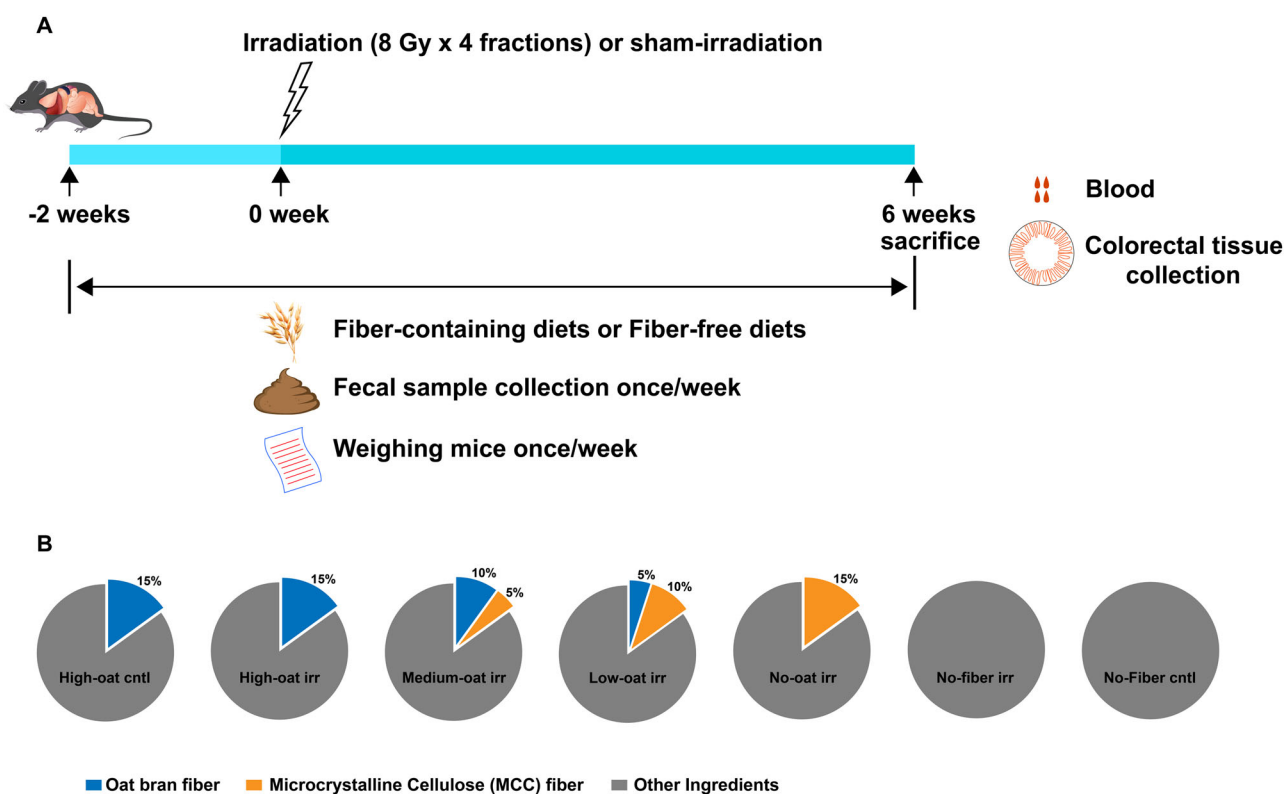 A
Irradiation (8 Gy x 4 fractions) or sham-irradiation
-2 weeks
0 week
6 weeks
sacrifice
Blood
Colorectal tissue
collection
Fiber-containing diets or Fiber-free diets
Fecal sample collection once/week
Weighing mice once/week
B
15%
High-oat cntl
15%
High-oat irr
10%
5%
Medium-oat irr
5%
10%
Low-oat irr
15%
No-oat irr
No-fiber irr
No-Fiber cntl
Oat bran fiber
Microcrystalline Cellulose (MCC) fiber
Other Ingredients